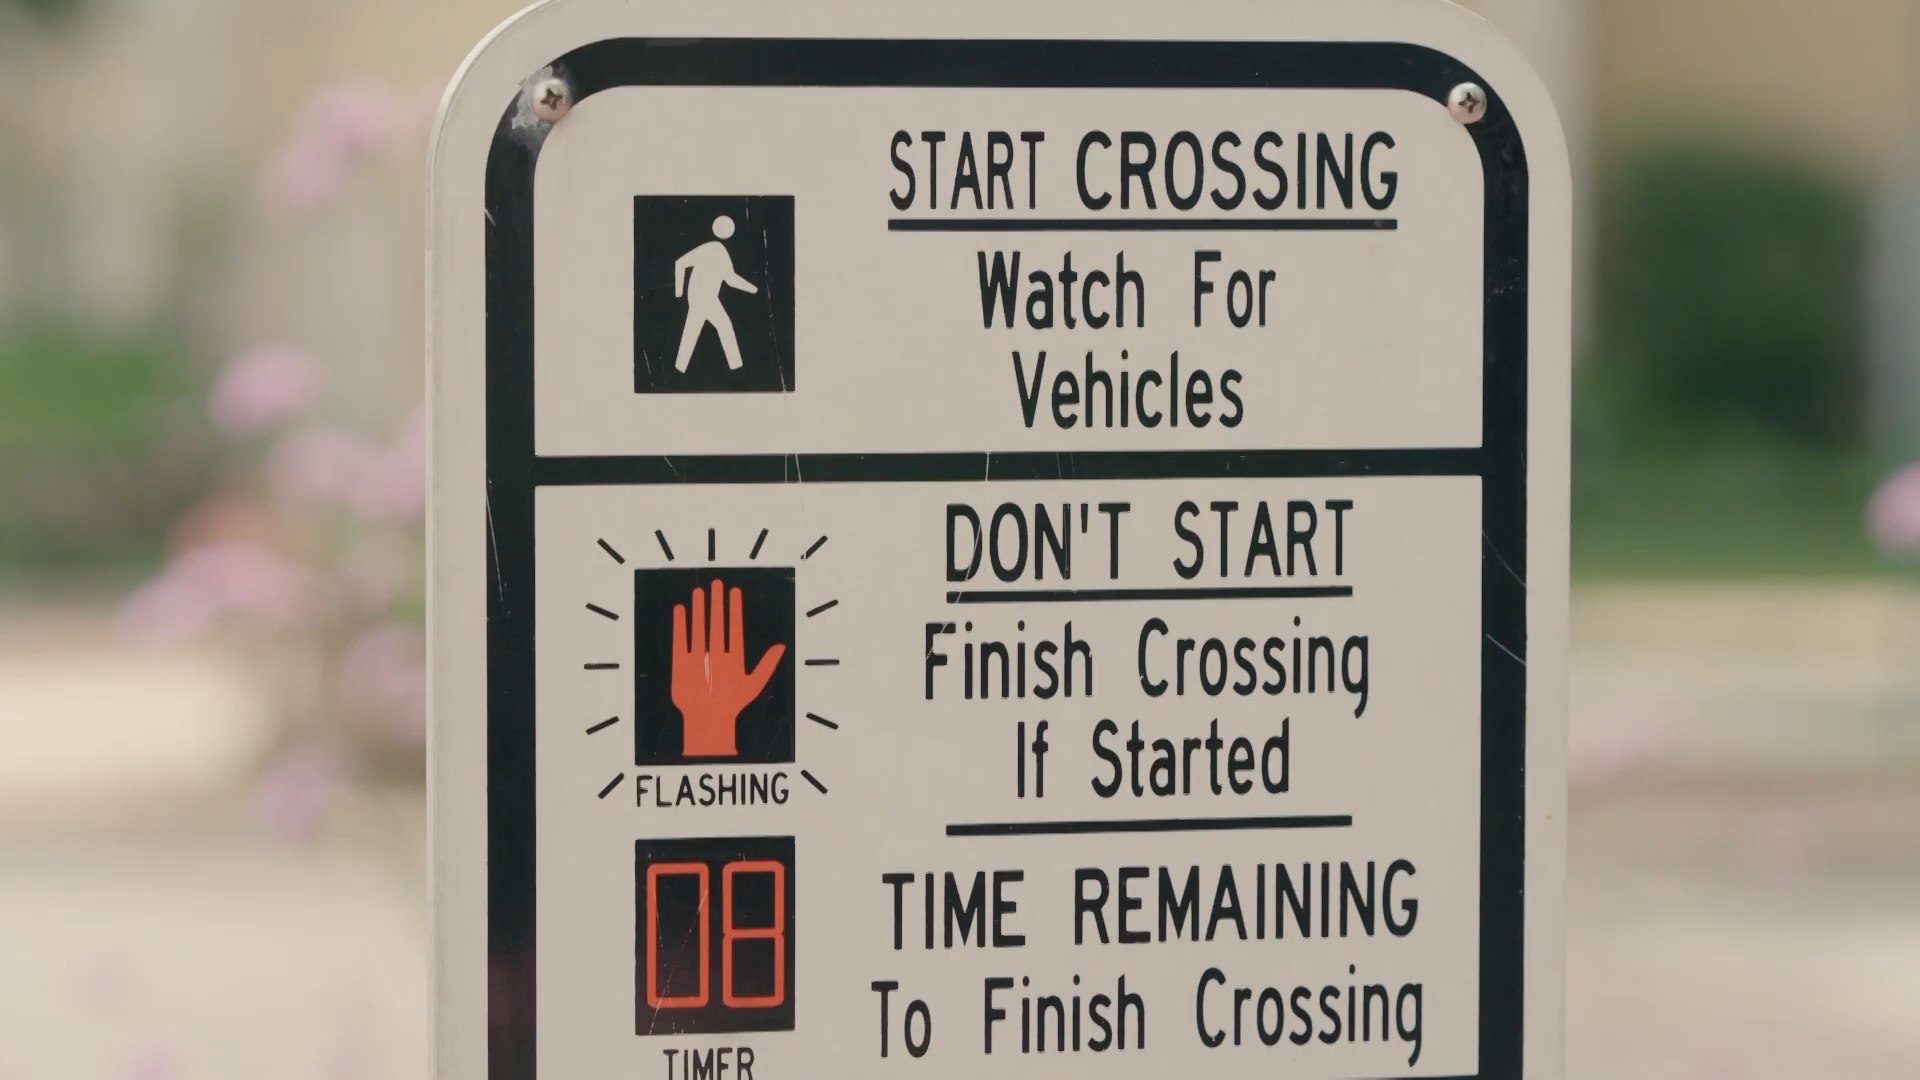 START CROSSING
Watch For
Vehicles
DON'T START
Finish Crossing
If Started
FLASHING
08
TIME REMAINING
To Finish Crossing
TIMER